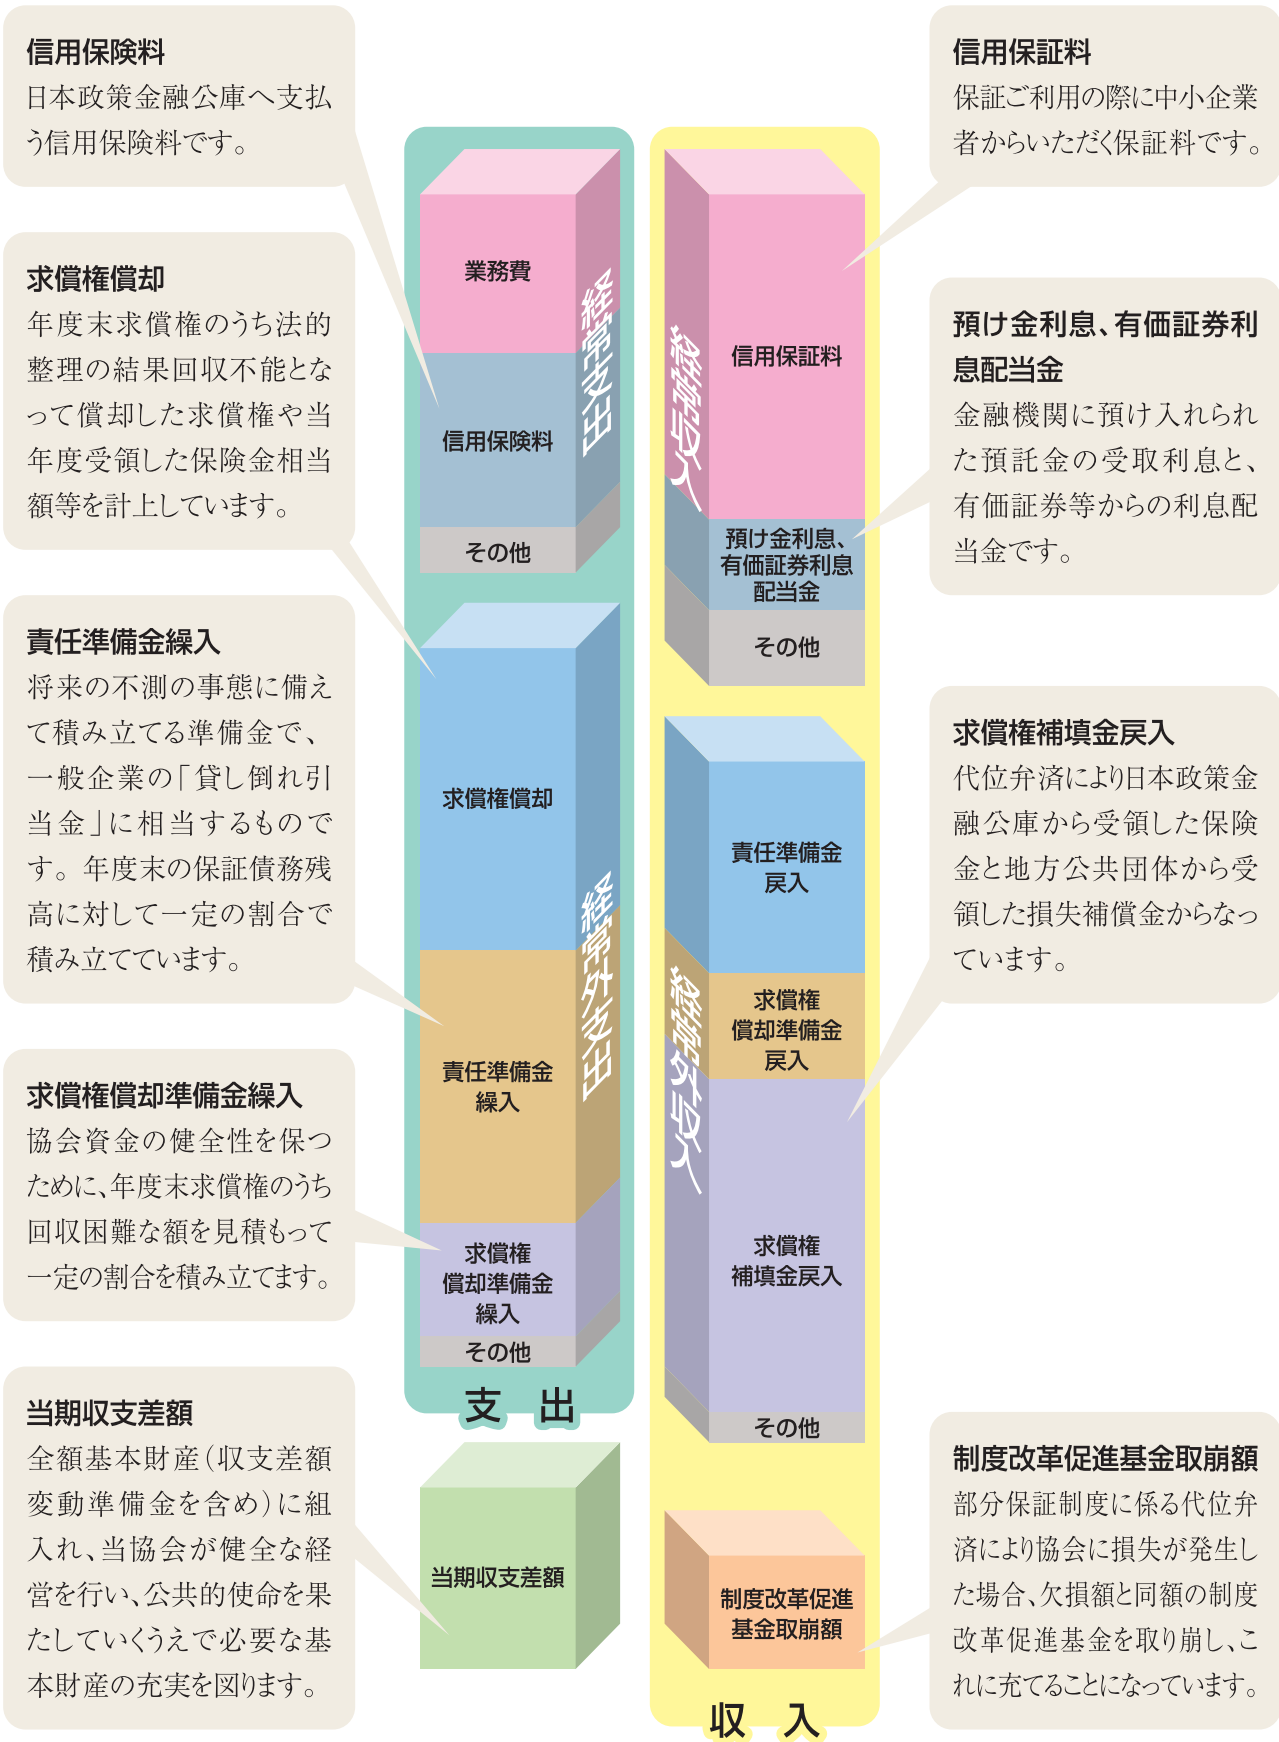 信用保険料
日本政策金融公庫へ支払
う信用保険料です。
求償権償却
年度末求償権のうち法的
整理の結果回収不能とな
って償却した求償権や当
年度受領した保険金相当
額等を計上しています。
責任準備金繰入
将来の不測の事態に備え
て積み立てる準備金で、
一般企業の「貸し倒れ引
当金」に相当するもので
す。年度末の保証債務残
高に対して一定の割合で
積み立てています。
求償権償却準備金繰入
協会資金の健全性を保つ
ために、年度末求償権のうち
回収困難な額を見積もって
一定の割合を積み立てます。
当期収支差額
全額基本財産(収支差額
変動準備金を含め)に組
入れ、当協会が健全な経
営を行い、公共的使命を果
たしていくうえで必要な基
本財産の充実を図ります。
業務費
信用保険料
その他
経常支出
求償権償却
責任準備金
繰入
求償権
償却準備金
繰入
その他
経常外支出
支 出
当期収支差額
経常収入
信用保証料
預け金利息、
有価証券利息
配当金
その他
経常外収入
責任準備金
戻入
求償権
償却準備金
戻入
求償権
補填金戻入
その他
制度改革促進
基金取崩額
収 入
信用保証料
保証ご利用の際に中小企業
者からいただく保証料です。
預け金利息、有価証券利
息配当金
金融機関に預け入れられ
た預託金の受取利息と、
有価証券等からの利息配
当金です。
求償権補填金戻入
代位弁済により日本政策金
融公庫から受領した保険
金と地方公共団体から受
領した損失補償金からなっ
ています。
制度改革促進基金取崩額
部分保証制度に係る代位弁
済により協会に損失が発生し
た場合、欠損額と同額の制度
改革促進基金を取り崩し、こ
れに充てることになっています。